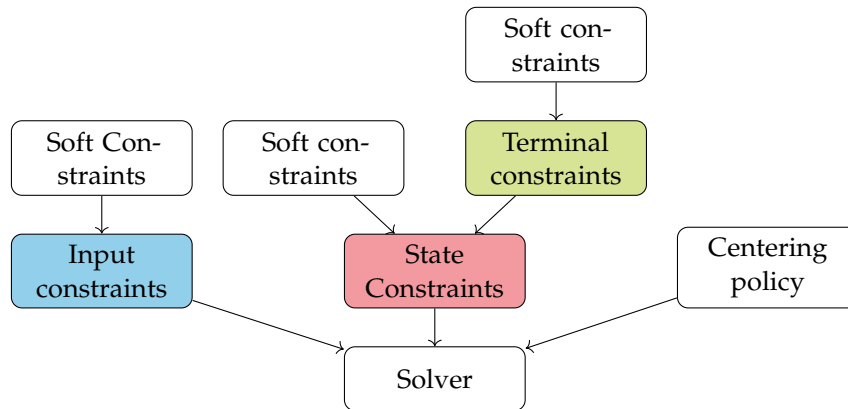 Soft con-
straints
Soft Con-
straints
Soft con-
straints
Terminal
constraints
Input
constraints
State
Constraints
Centering
policy
Solver